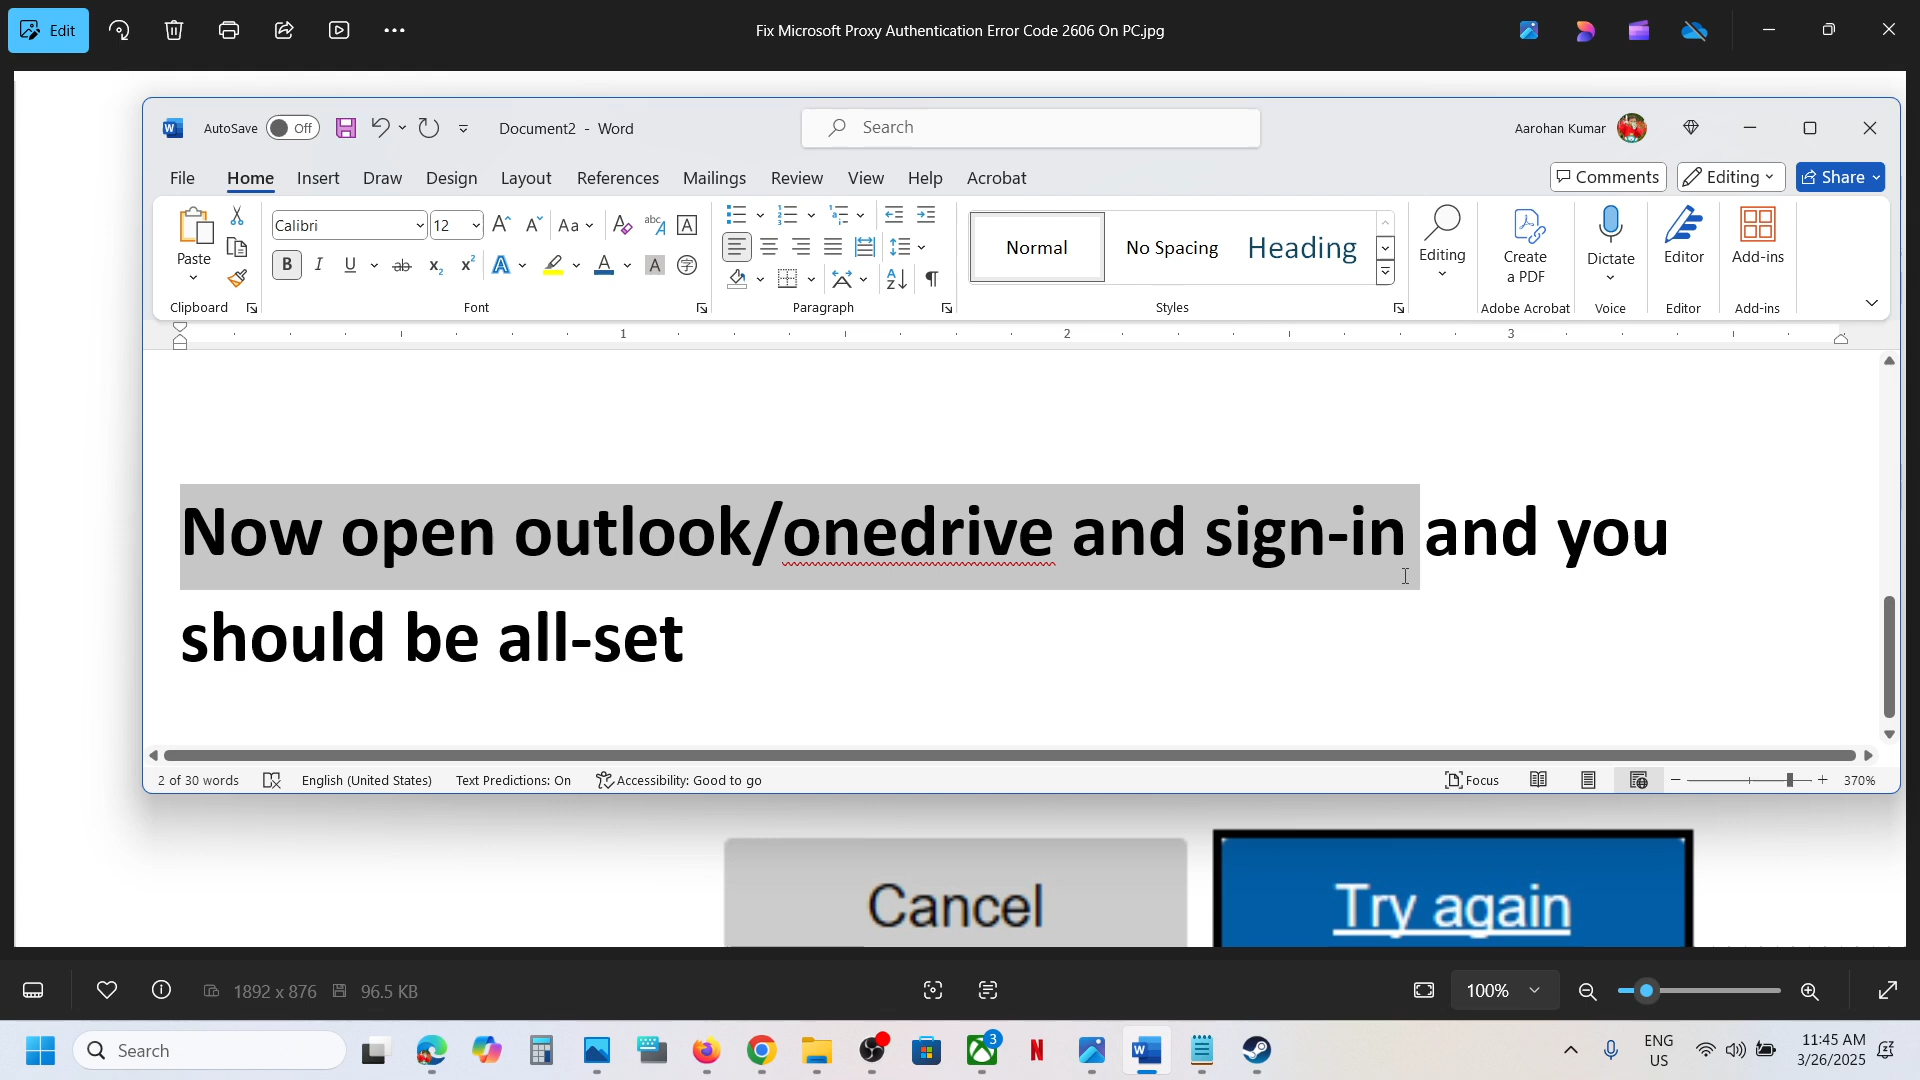 Edit
Fix Microsoft Proxy Authentication Error Code 2606 On PC.jpg
AutoSave Off
Document2 - Word
Search
Aarohan Kumar
File Home Insert Draw Design Layout References Mailings Review View Help Acrobat
Comments Editing Share
Paste
Calibri 12
Normal No Spacing Heading
Editing
Create
a PDF
Dictate
Editor
Add-ins
Clipboard Font Paragraph Styles Adobe Acrobat Voice Editor Add-ins
1 2 3
Now open outlook/onedrive and sign-in and you
should be all-set
2 of 30 words English (United States) Text Predictions: On Accessibility: Good to go Focus 370%
Cancel Try again
1892 x 876 96.5 KB 100%
Search
3
ENG
US
11:45 AM
3/26/2025